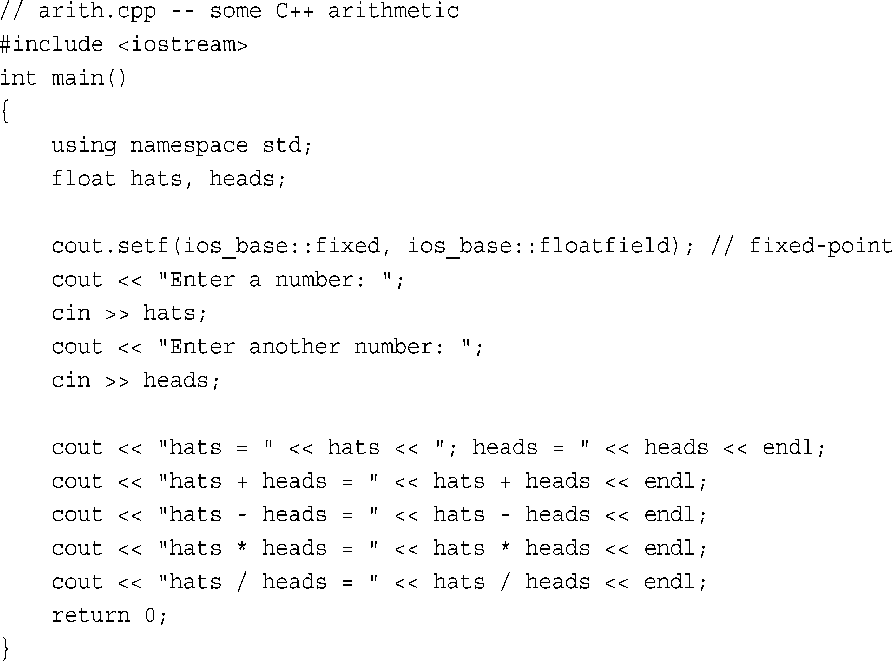 // arith.cpp -- some C++ arithmetic
#include <iostream>
int main()
{
    using namespace std;
    float hats, heads;

    cout.setf(ios_base::fixed, ios_base::floatfield); // fixed-point
    cout << "Enter a number: ";
    cin >> hats;
    cout << "Enter another number: ";
    cin >> heads;

    cout << "hats = " << hats << "; heads = " << heads << endl;
    cout << "hats + heads = " << hats + heads << endl;
    cout << "hats - heads = " << hats - heads << endl;
    cout << "hats * heads = " << hats * heads << endl;
    cout << "hats / heads = " << hats / heads << endl;
    return 0;
}